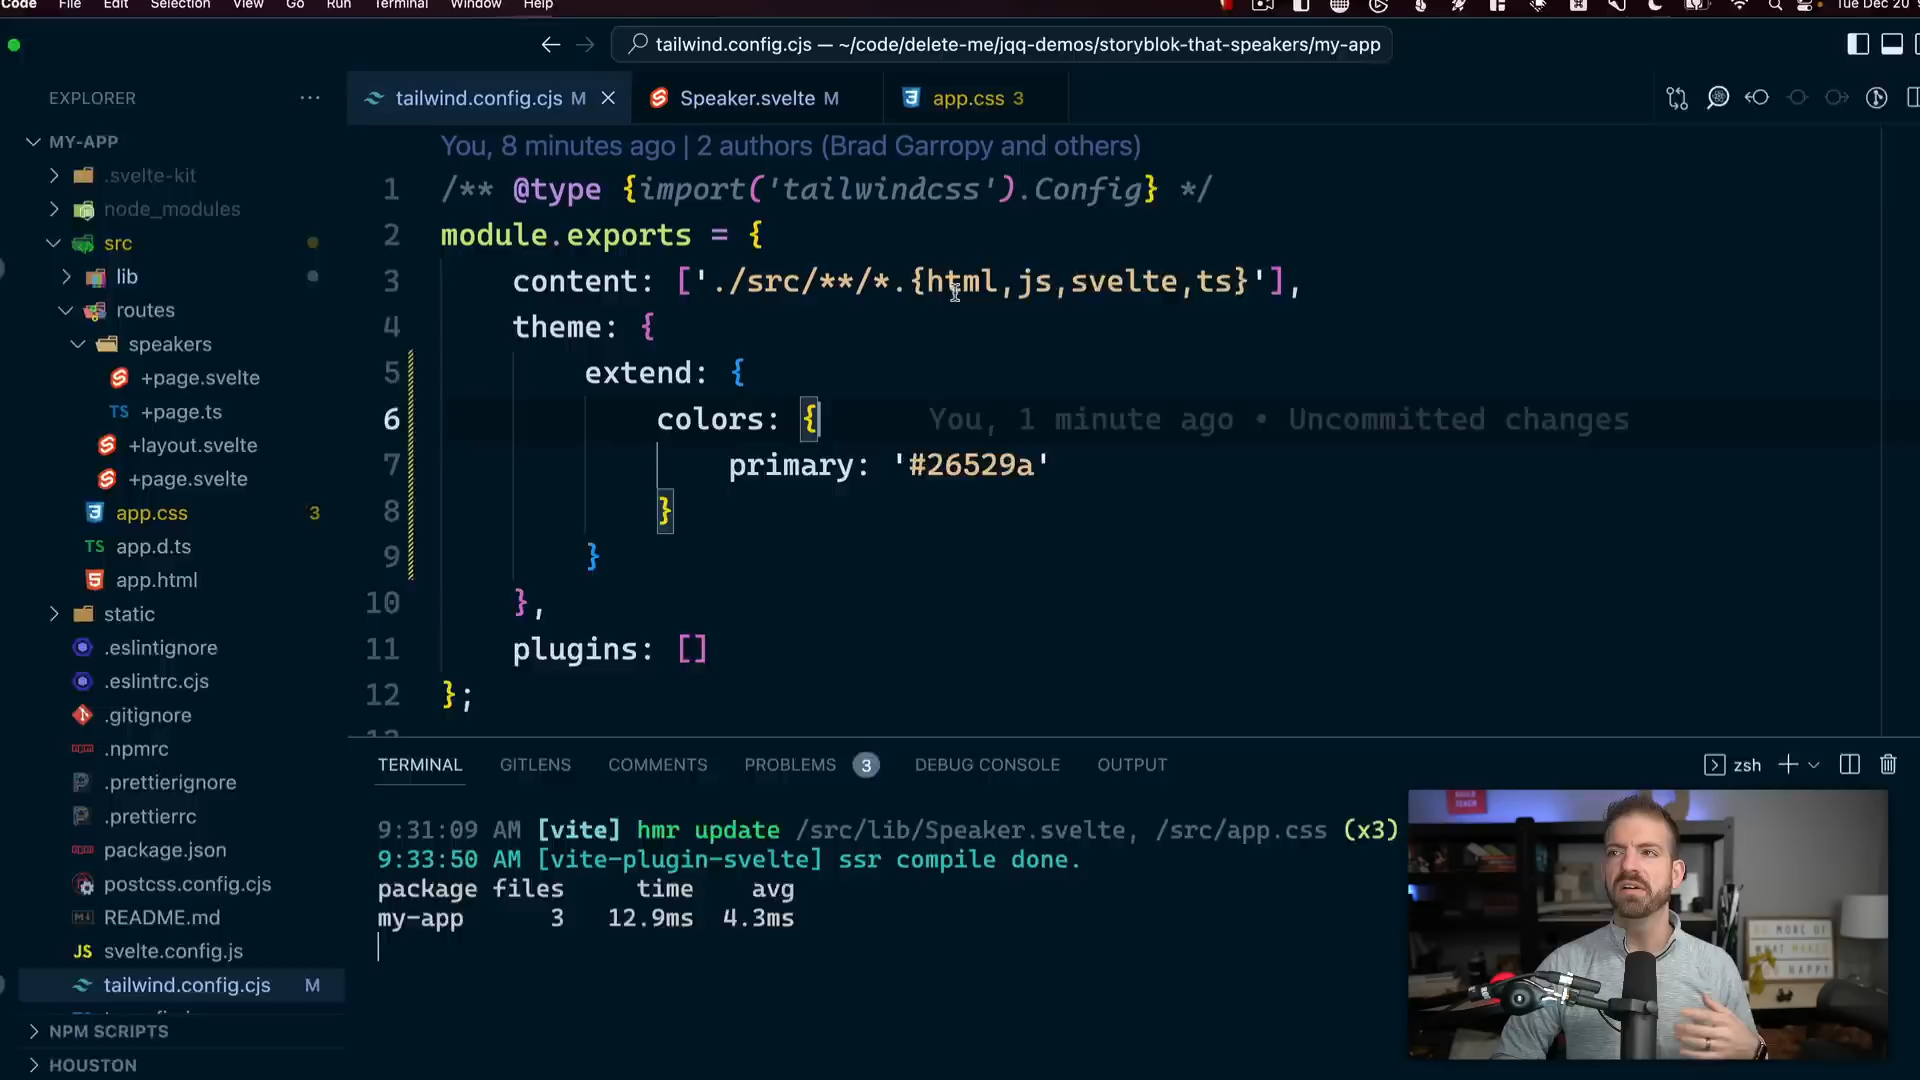 Code File Edit Selection View Go Run Terminal Window Help
Tue Dec 20
tailwind.config.cjs — ~/code/delete-me/jqq-demos/storyblok-that-speakers/my-app
EXPLORER
tailwind.config.cjs M
Speaker.svelte M
app.css 3
MY-APP
.svelte-kit
node_modules
src
lib
routes
speakers
+page.svelte
TS +page.ts
+layout.svelte
+page.svelte
app.css 3
TS app.d.ts
app.html
static
.eslintignore
.eslintrc.cjs
.gitignore
.npmrc
.prettierignore
.prettierrc
package.json
postcss.config.cjs
README.md
JS svelte.config.js
tailwind.config.cjs M
NPM SCRIPTS
HOUSTON
You, 8 minutes ago | 2 authors (Brad Garropy and others)
1 /** @type {import('tailwindcss').Config} */
2 module.exports = {
3 content: ['./src/**/*.{html,js,svelte,ts}'],
4 theme: {
5 extend: {
6 colors: { You, 1 minute ago • Uncommitted changes
7 primary: '#26529a'
8 }
9 }
10 },
11 plugins: []
12 };
TERMINAL GITLENS COMMENTS PROBLEMS 3 DEBUG CONSOLE OUTPUT
zsh
9:31:09 AM [vite] hmr update /src/lib/Speaker.svelte, /src/app.css (x3)
9:33:50 AM [vite-plugin-svelte] ssr compile done.
package files time avg
my-app 3 12.9ms 4.3ms